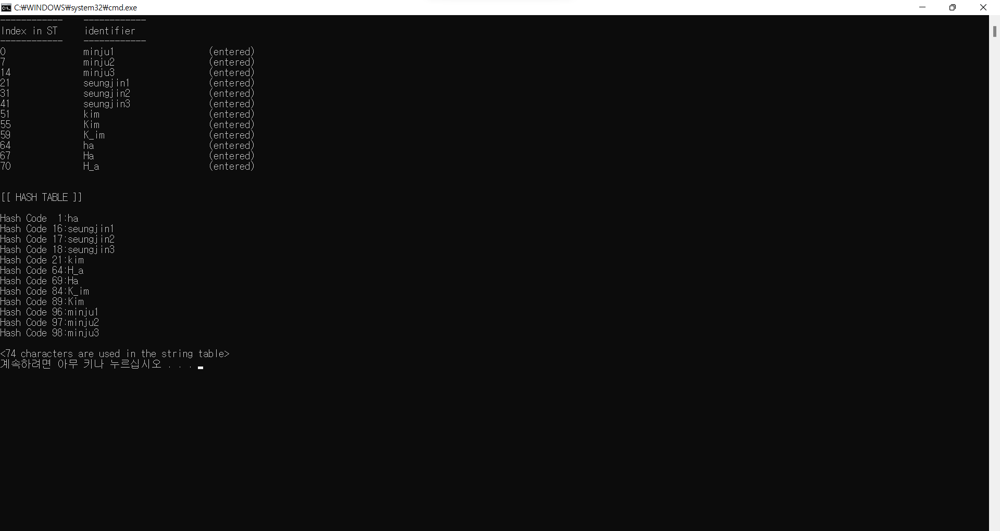 C:₩WINDOWS₩system32₩cmd.exe
------------    ------------
Index in ST     identifier
------------    ------------
0               minju1                  (entered)
7               minju2                  (entered)
14              minju3                  (entered)
21              seungjin1               (entered)
31              seungjin2               (entered)
41              seungjin3               (entered)
51              kim                     (entered)
55              Kim                     (entered)
59              K_im                    (entered)
64              ha                      (entered)
67              Ha                      (entered)
70              H_a                     (entered)
[[ HASH TABLE ]]
Hash Code  1:ha
Hash Code 16:seungjin1
Hash Code 17:seungjin2
Hash Code 18:seungjin3
Hash Code 21:kim
Hash Code 64:H_a
Hash Code 69:Ha
Hash Code 84:K_im
Hash Code 89:Kim
Hash Code 96:minju1
Hash Code 97:minju2
Hash Code 98:minju3
<74 characters are used in the string table>
계속하려면 아무 키나 누르십시오 . . .